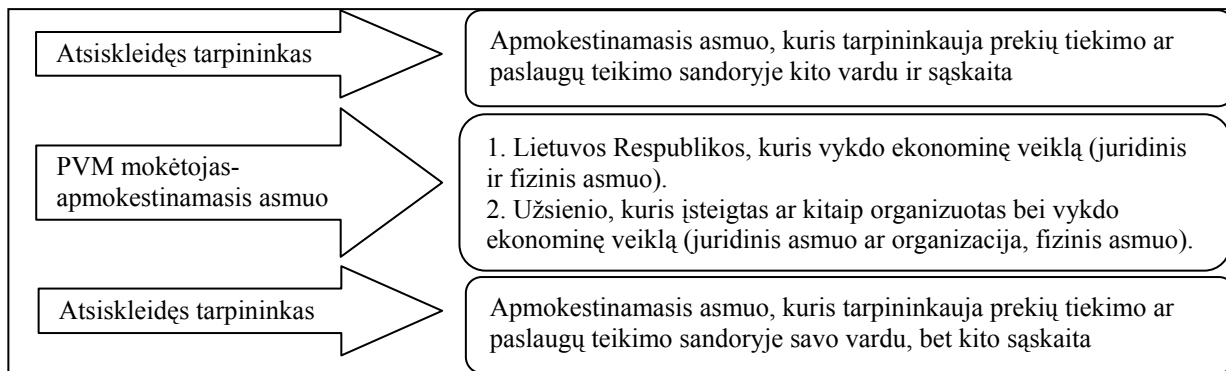 Atsiskleidęs tarpininkas
Apmokestinamasis asmuo, kuris tarpininkauja prekių tiekimo ar
paslaugų teikimo sandoryje kito vardu ir sąskaita
PVM mokėtojas-
apmokestinamasis asmuo
1. Lietuvos Respublikos, kuris vykdo ekonominę veiklą (juridinis
ir fizinis asmuo).
2. Užsienio, kuris įsteigtas ar kitaip organizuotas bei vykdo
ekonominę veiklą (juridinis asmuo ar organizacija, fizinis asmuo).
Atsiskleidęs tarpininkas
Apmokestinamasis asmuo, kuris tarpininkauja prekių tiekimo ar
paslaugų teikimo sandoryje savo vardu, bet kito sąskaita